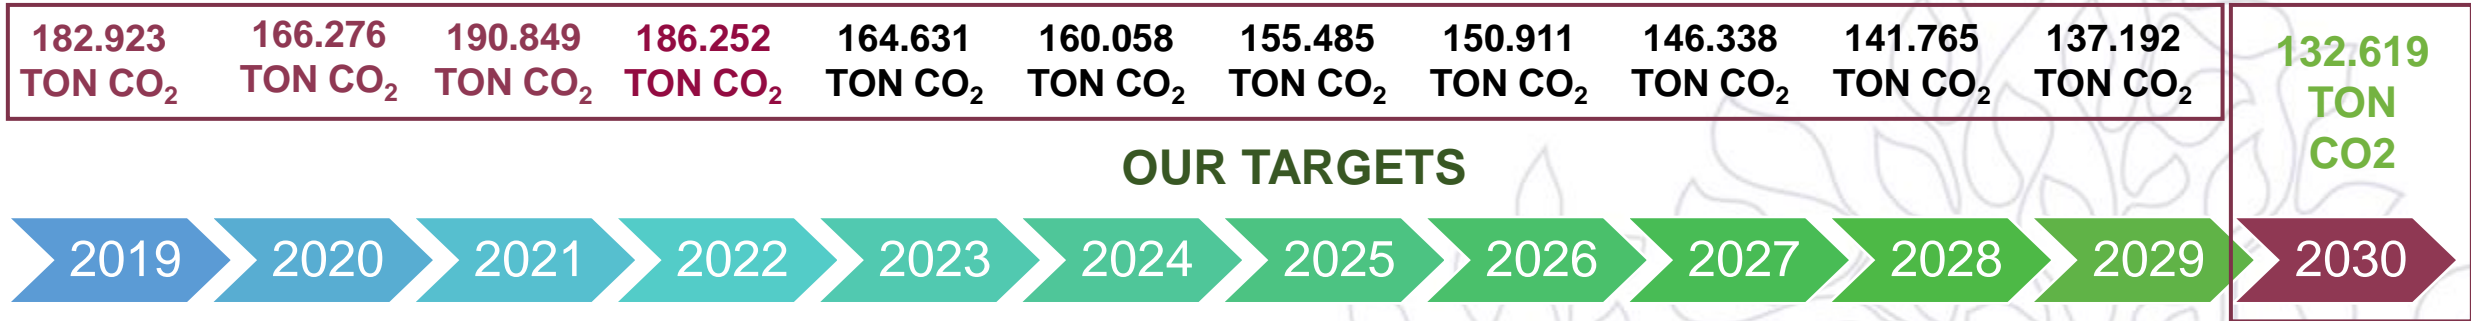 182.923
TON CO₂
166.276
TON CO₂
190.849
TON CO₂
186.252
TON CO₂
164.631
TON CO₂
160.058
TON CO₂
155.485
TON CO₂
150.911
TON CO₂
146.338
TON CO₂
141.765
TON CO₂
137.192
TON CO₂
132.619
TON
CO2
OUR TARGETS
2019
2020
2021
2022
2023
2024
2025
2026
2027
2028
2029
2030